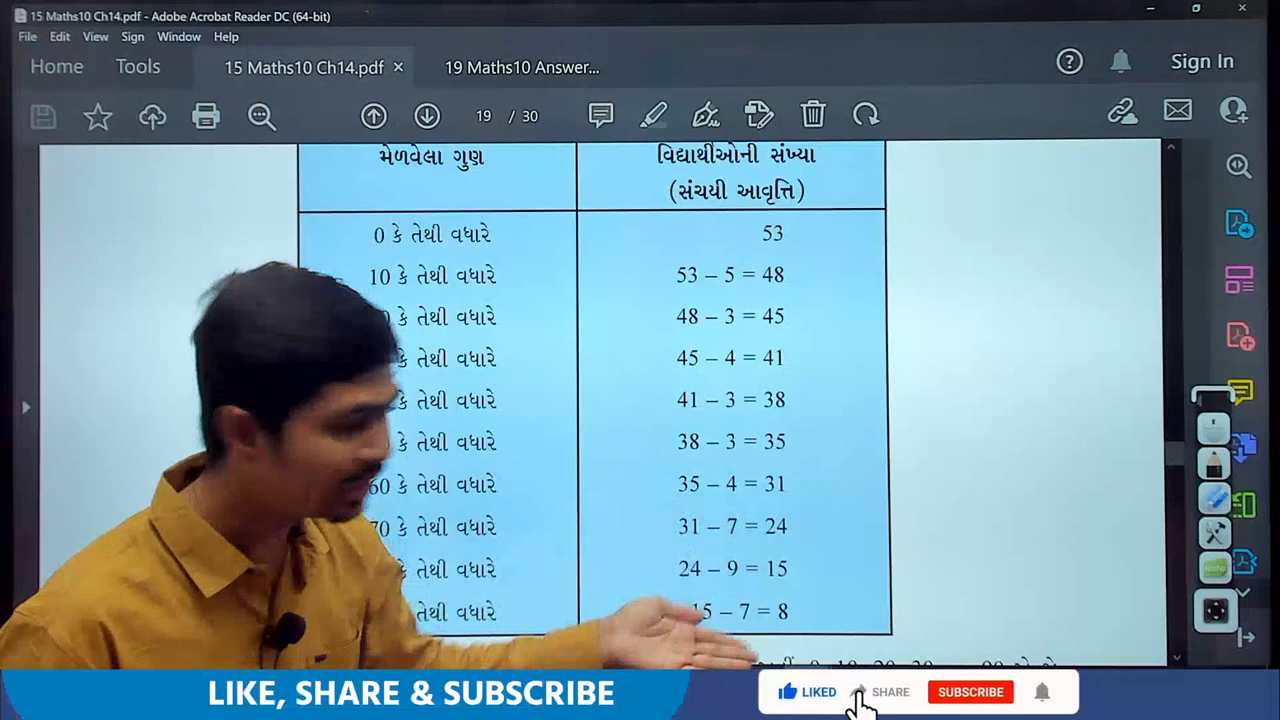 15 Maths10 Ch14.pdf - Adobe Acrobat Reader DC (64-bit)
File Edit View Sign Window Help
Home Tools 15 Maths10 Ch14.pdf × 19 Maths10 Answer... Sign In
19 / 30
મેળવેલા ગુણ વિદ્યાર્થીઓની સંખ્યા
(સંચયી આવૃત્તિ)
0 કે તેથી વધારે 53
10 કે તેથી વધારે 53 – 5 = 48
કે તેથી વધારે 48 – 3 = 45
કે તેથી વધારે 45 – 4 = 41
કે તેથી વધારે 41 – 3 = 38
કે તેથી વધારે 38 – 3 = 35
60 કે તેથી વધારે 35 – 4 = 31
70 કે તેથી વધારે 31 – 7 = 24
કે તેથી વધારે 24 – 9 = 15
તેથી વધારે 15 – 7 = 8
LIKE, SHARE & SUBSCRIBE
LIKED SHARE SUBSCRIBE